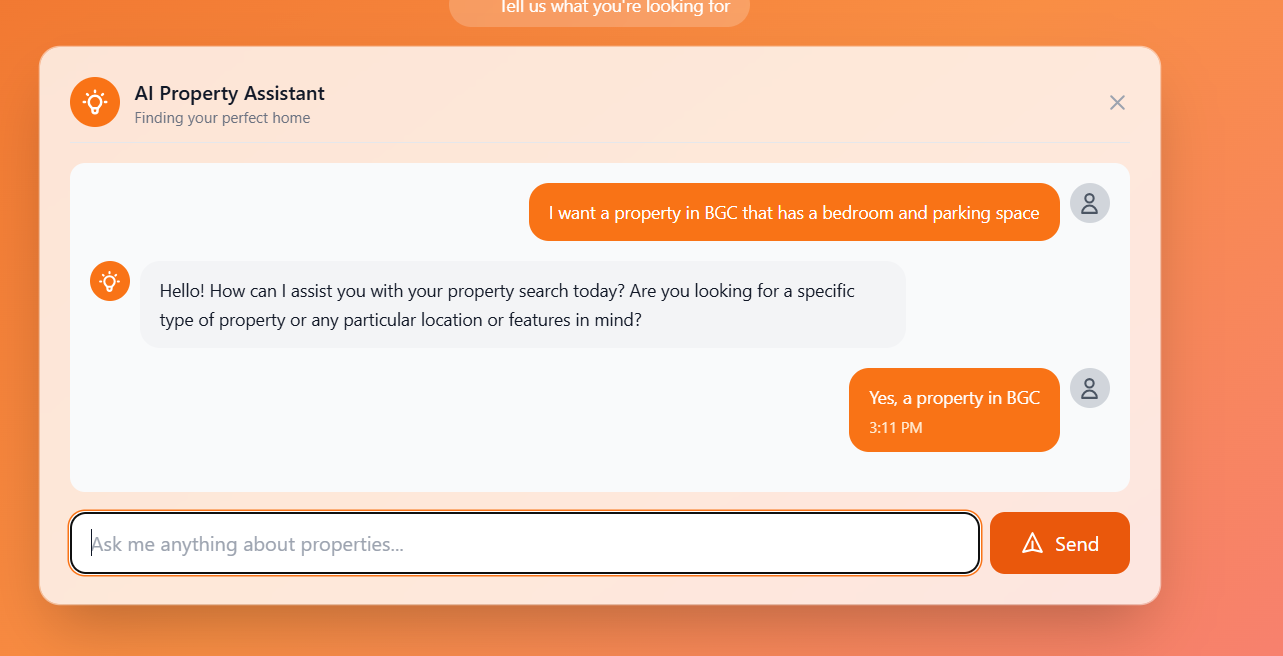 Tell us what you're looking for
AI Property Assistant
Finding your perfect home
I want a property in BGC that has a bedroom and parking space
Hello! How can I assist you with your property search today? Are you looking for a specific
type of property or any particular location or features in mind?
Yes, a property in BGC
3:11 PM
Ask me anything about properties...
Send